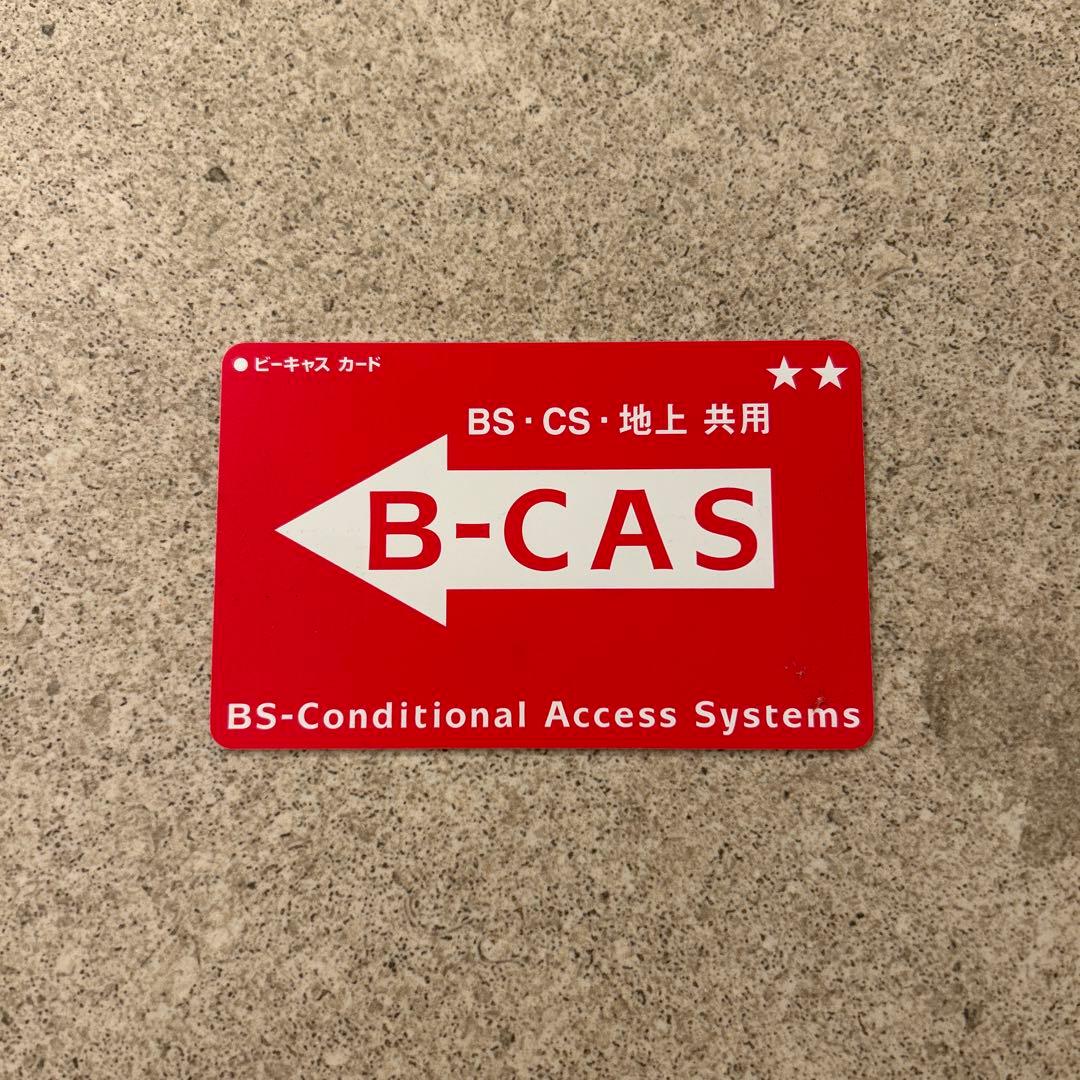 ビーキャス カード
★★
BS・CS・地上 共用
B-CAS
BS-Conditional Access Systems